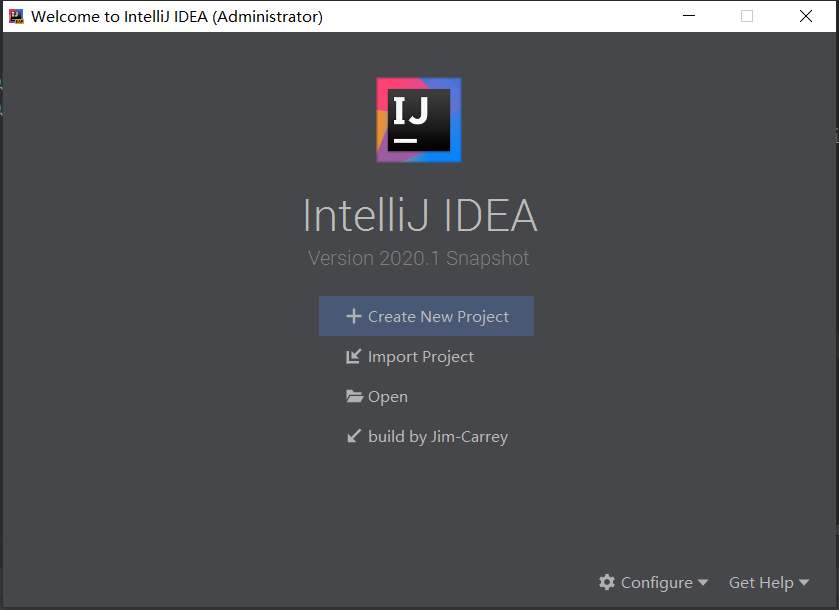 Welcome to IntelliJ IDEA (Administrator)
IJ
IntelliJ IDEA
Version 2020.1 Snapshot
Create New Project
Import Project
Open
build by Jim-Carrey
Configure
Get Help